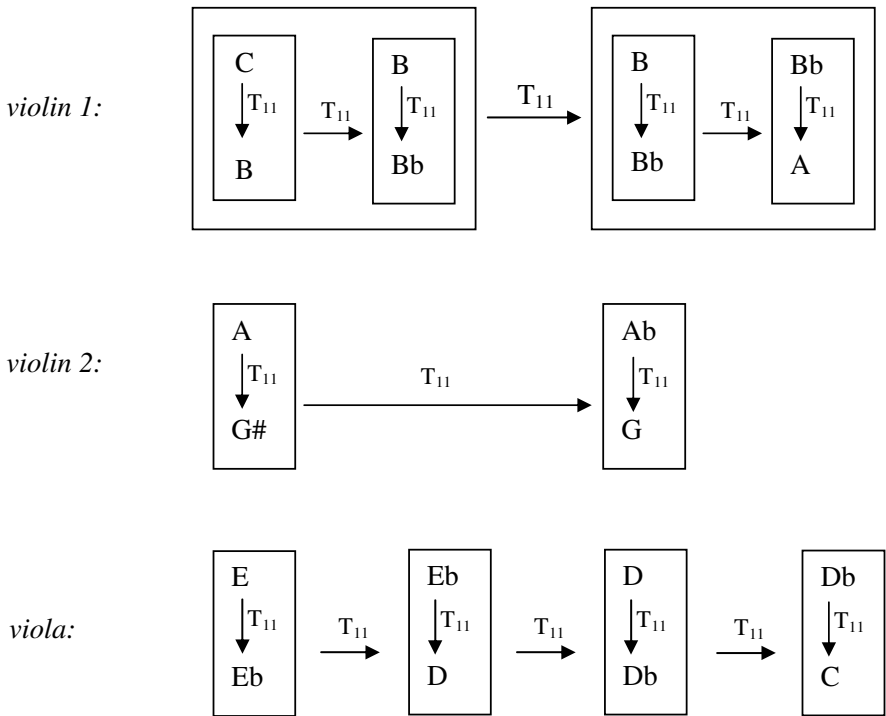 C B B Bb
violin 1: T₁₁ T₁₁ T₁₁ T₁₁ T₁₁ T₁₁ T₁₁
B Bb Bb A
A Ab
violin 2: T₁₁ T₁₁ T₁₁
G# G
E Eb D Db
viola: T₁₁ T₁₁ T₁₁ T₁₁ T₁₁ T₁₁ T₁₁
Eb D Db C